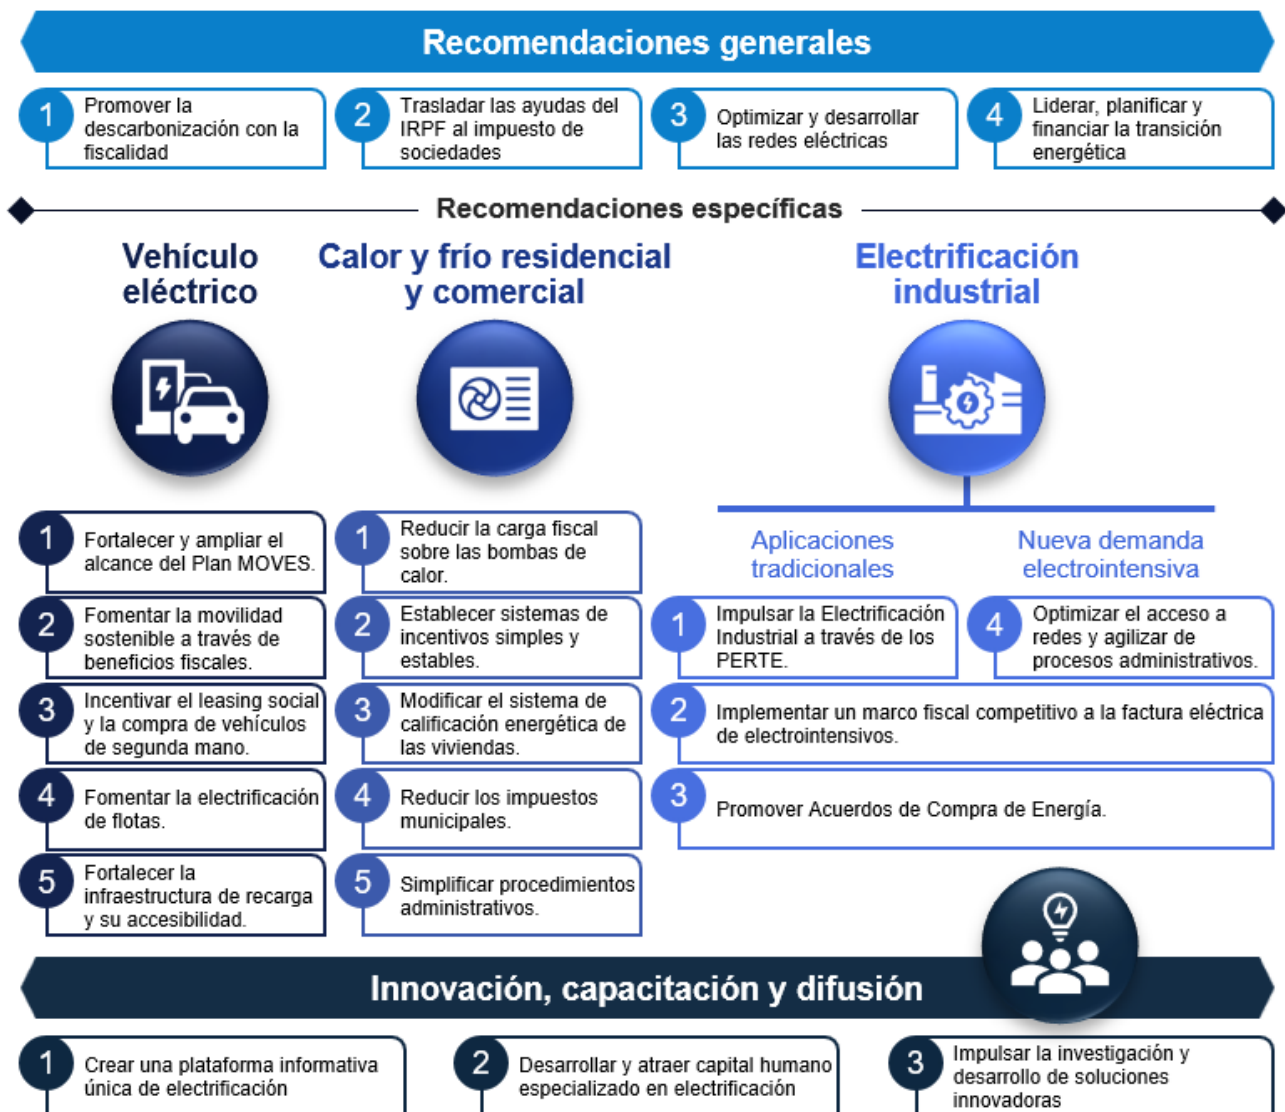 Recomendaciones generales
1
Promover la
descarbonización con la
fiscalidad
2
Trasladar las ayudas del
IRPF al impuesto de
sociedades
3
Optimizar y desarrollar
las redes eléctricas
4
Liderar, planificar y
financiar la transición
energética
Recomendaciones específicas
Vehículo
eléctrico
1
Fortalecer y ampliar el
alcance del Plan MOVES.
2
Fomentar la movilidad
sostenible a través de
beneficios fiscales.
3
Incentivar el leasing social
y la compra de vehículos
de segunda mano.
4
Fomentar la electrificación
de flotas.
5
Fortalecer la
infraestructura de recarga
y su accesibilidad.
Calor y frío residencial
y comercial
1
Reducir la carga fiscal
sobre las bombas de
calor.
2
Establecer sistemas de
incentivos simples y
estables.
3
Modificar el sistema de
calificación energética de
las viviendas.
4
Reducir los impuestos
municipales.
5
Simplificar procedimientos
administrativos.
Electrificación
industrial
Aplicaciones
tradicionales
Nueva demanda
electrointensiva
1
Impulsar la Electrificación
Industrial a través de los
PERTE.
4
Optimizar el acceso a
redes y agilizar de
procesos administrativos.
2
Implementar un marco fiscal competitivo a la factura eléctrica
de electrointensivos.
3
Promover Acuerdos de Compra de Energía.
Innovación, capacitación y difusión
1
Crear una plataforma informativa
única de electrificación
2
Desarrollar y atraer capital humano
especializado en electrificación
3
Impulsar la investigación y
desarrollo de soluciones
innovadoras